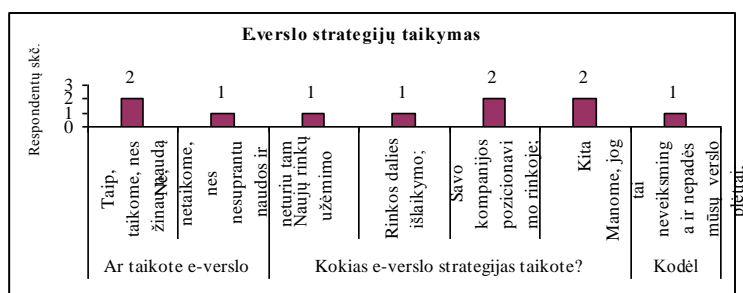 E.verslo strategijų taikymas
Respondentų skč.
3
2
1
0
2
1
1
1
2
2
1
Taip,
taikome, nes
žinau naudą
Ne,
netaikome,
nes
nesuprantu
naudos ir
neturiu tam
Naujų rinkų
užėmimo
Rinkos dalies
išlaikymo;
Savo
kompanijos
pozicionavi
mo rinkoje;
Kita
Manome, jog
tai
neveiksming
a ir nepadės
mūsų verslo
plėtrai.
Ar taikote e-verslo
Kokias e-verslo strategijas taikote?
Kodėl